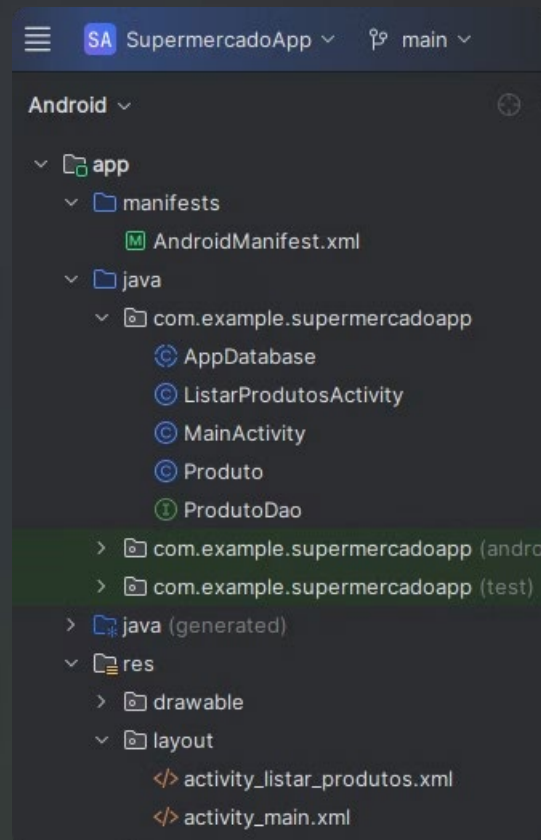 SA SupermercadoApp main
Android
app
manifests
M AndroidManifest.xml
java
com.example.supermercadoapp
C AppDatabase
C ListarProdutosActivity
C MainActivity
C Produto
I ProdutoDao
com.example.supermercadoapp (andro
com.example.supermercadoapp (test)
java (generated)
res
drawable
layout
</> activity_listar_produtos.xml
</> activity_main.xml